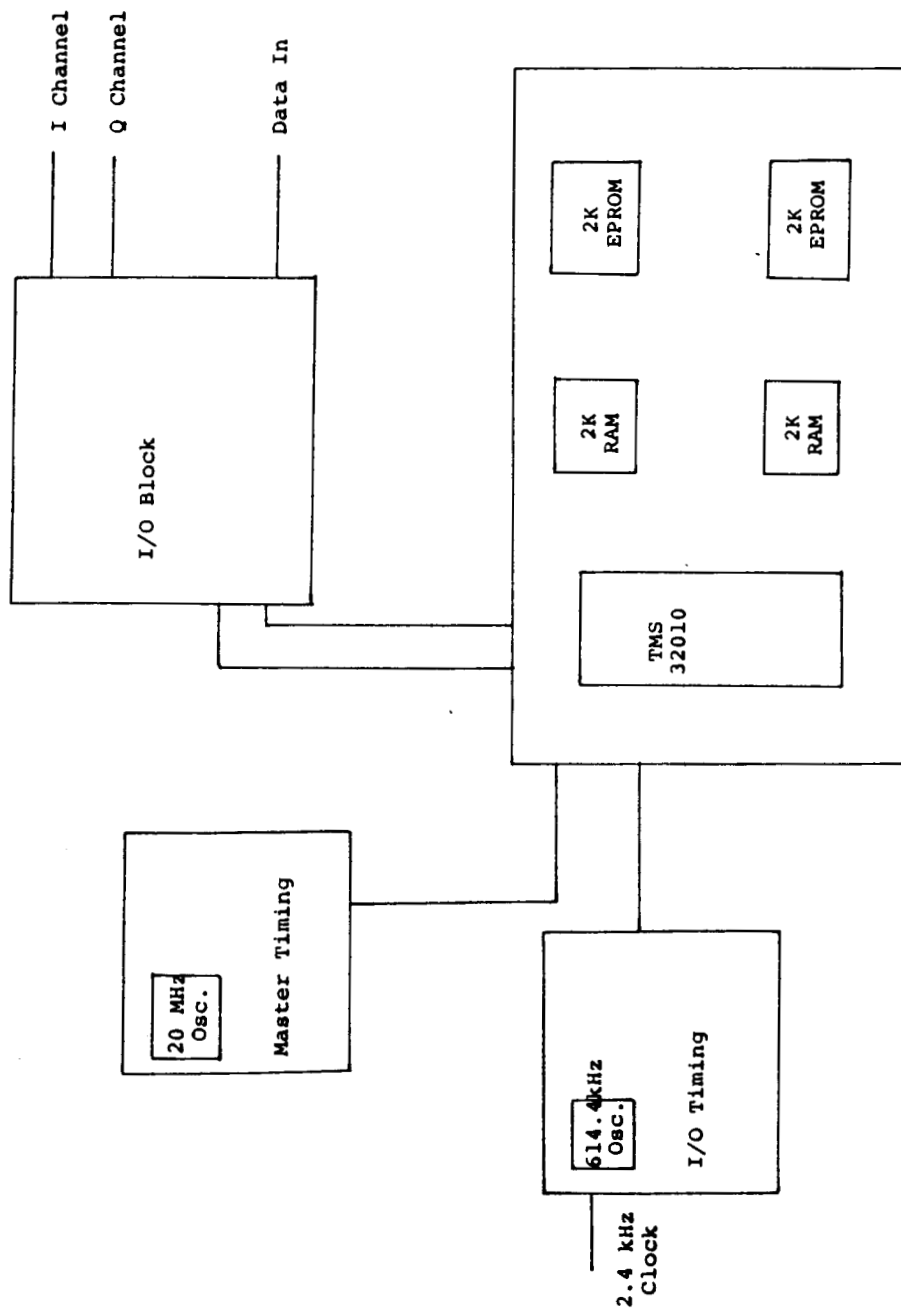 I Channel
Q Channel
Data In
I/O Block
20 MHz
Osc.
Master Timing
614.4kHz
Osc.
I/O Timing
2.4 kHz
Clock
TMS
32010
2K
RAM
2K
RAM
2K
EPROM
2K
EPROM